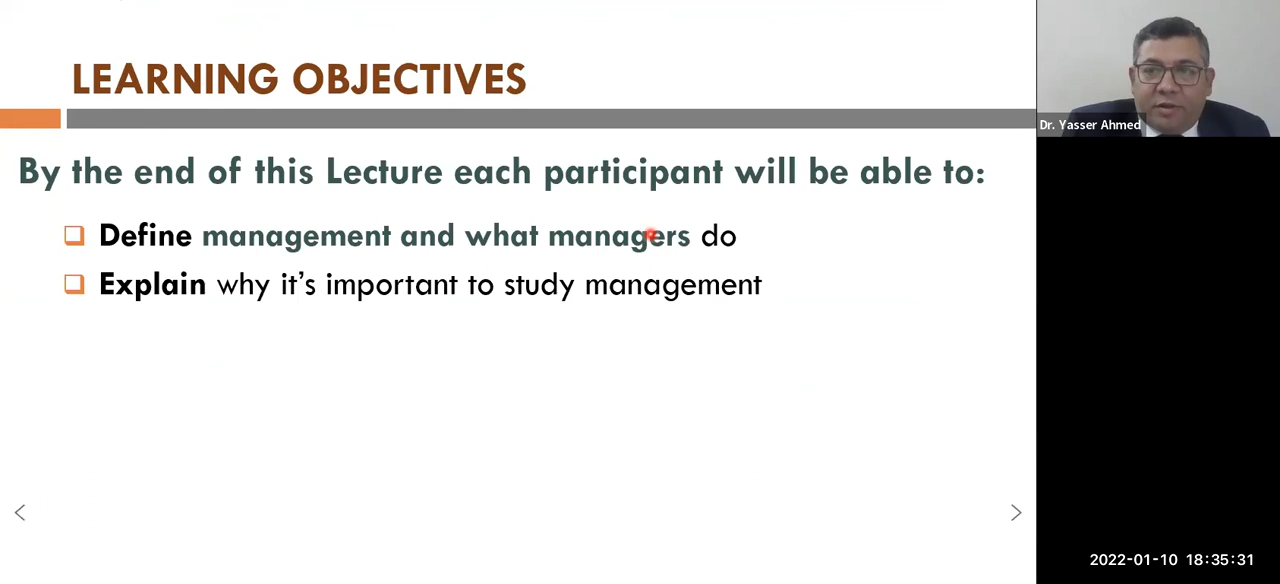 LEARNING OBJECTIVES
By the end of this Lecture each participant will be able to:
Define management and what managers do
Explain why it's important to study management
Dr. Yasser Ahmed
2022-01-10 18:35:31